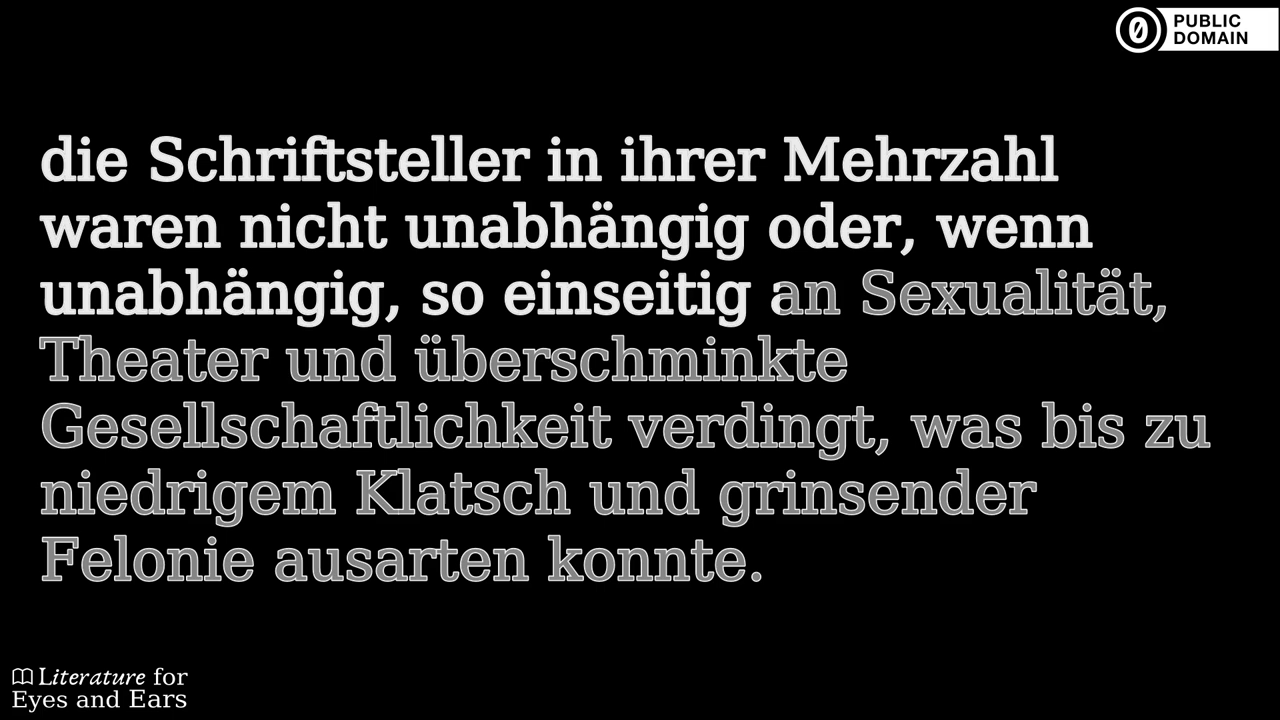 PUBLIC
DOMAIN
die Schriftsteller in ihrer Mehrzahl
waren nicht unabhängig oder, wenn
unabhängig, so einseitig an Sexualität,
Theater und überschminkte
Gesellschaftlichkeit verdingt, was bis zu
niedrigem Klatsch und grinsender
Felonie ausarten konnte.
Literature for
Eyes and Ears